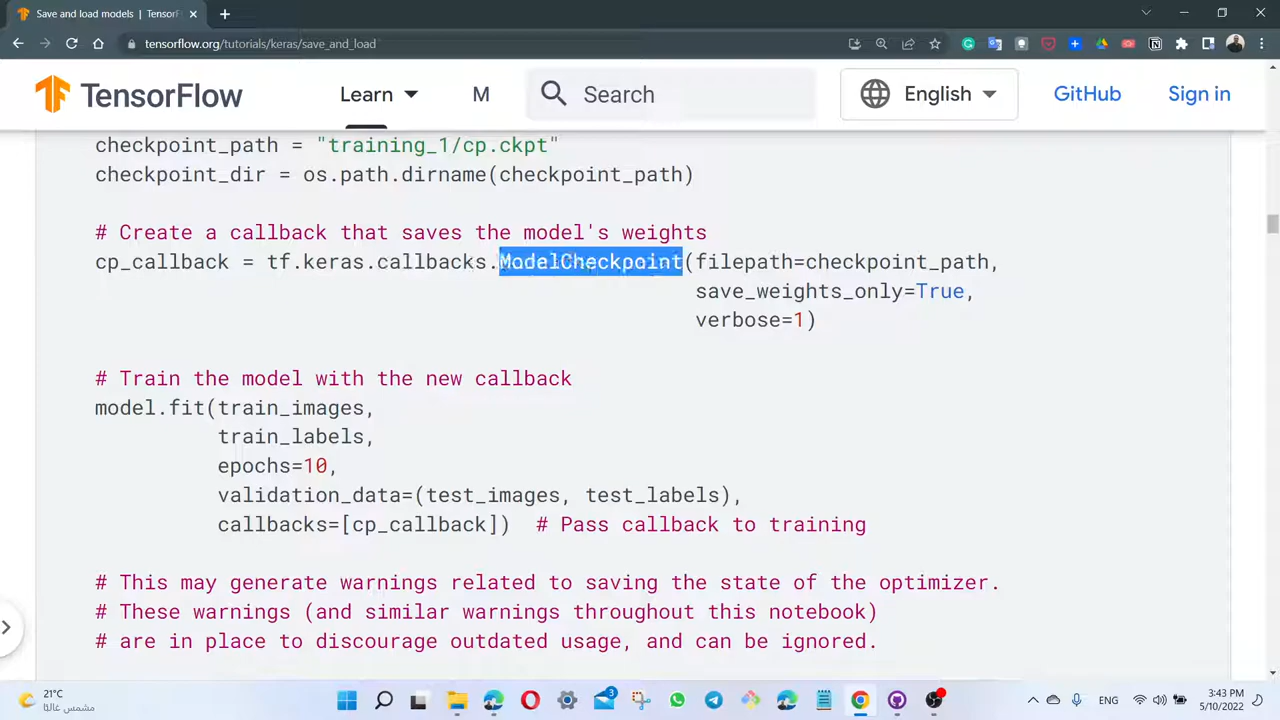 Save and load models | TensorF
tensorflow.org/tutorials/keras/save_and_load
TensorFlow
Learn
M
Search
English
GitHub
Sign in
checkpoint_path = "training_1/cp.ckpt"
checkpoint_dir = os.path.dirname(checkpoint_path)
# Create a callback that saves the model's weights
cp_callback = tf.keras.callbacks.ModelCheckpoint(filepath=checkpoint_path,
save_weights_only=True,
verbose=1)
# Train the model with the new callback
model.fit(train_images,
train_labels,
epochs=10,
validation_data=(test_images, test_labels),
callbacks=[cp_callback])  # Pass callback to training
# This may generate warnings related to saving the state of the optimizer.
# These warnings (and similar warnings throughout this notebook)
# are in place to discourage outdated usage, and can be ignored.
21°C
مشمس غالبًا
3
ENG
3:43 PM
5/10/2022